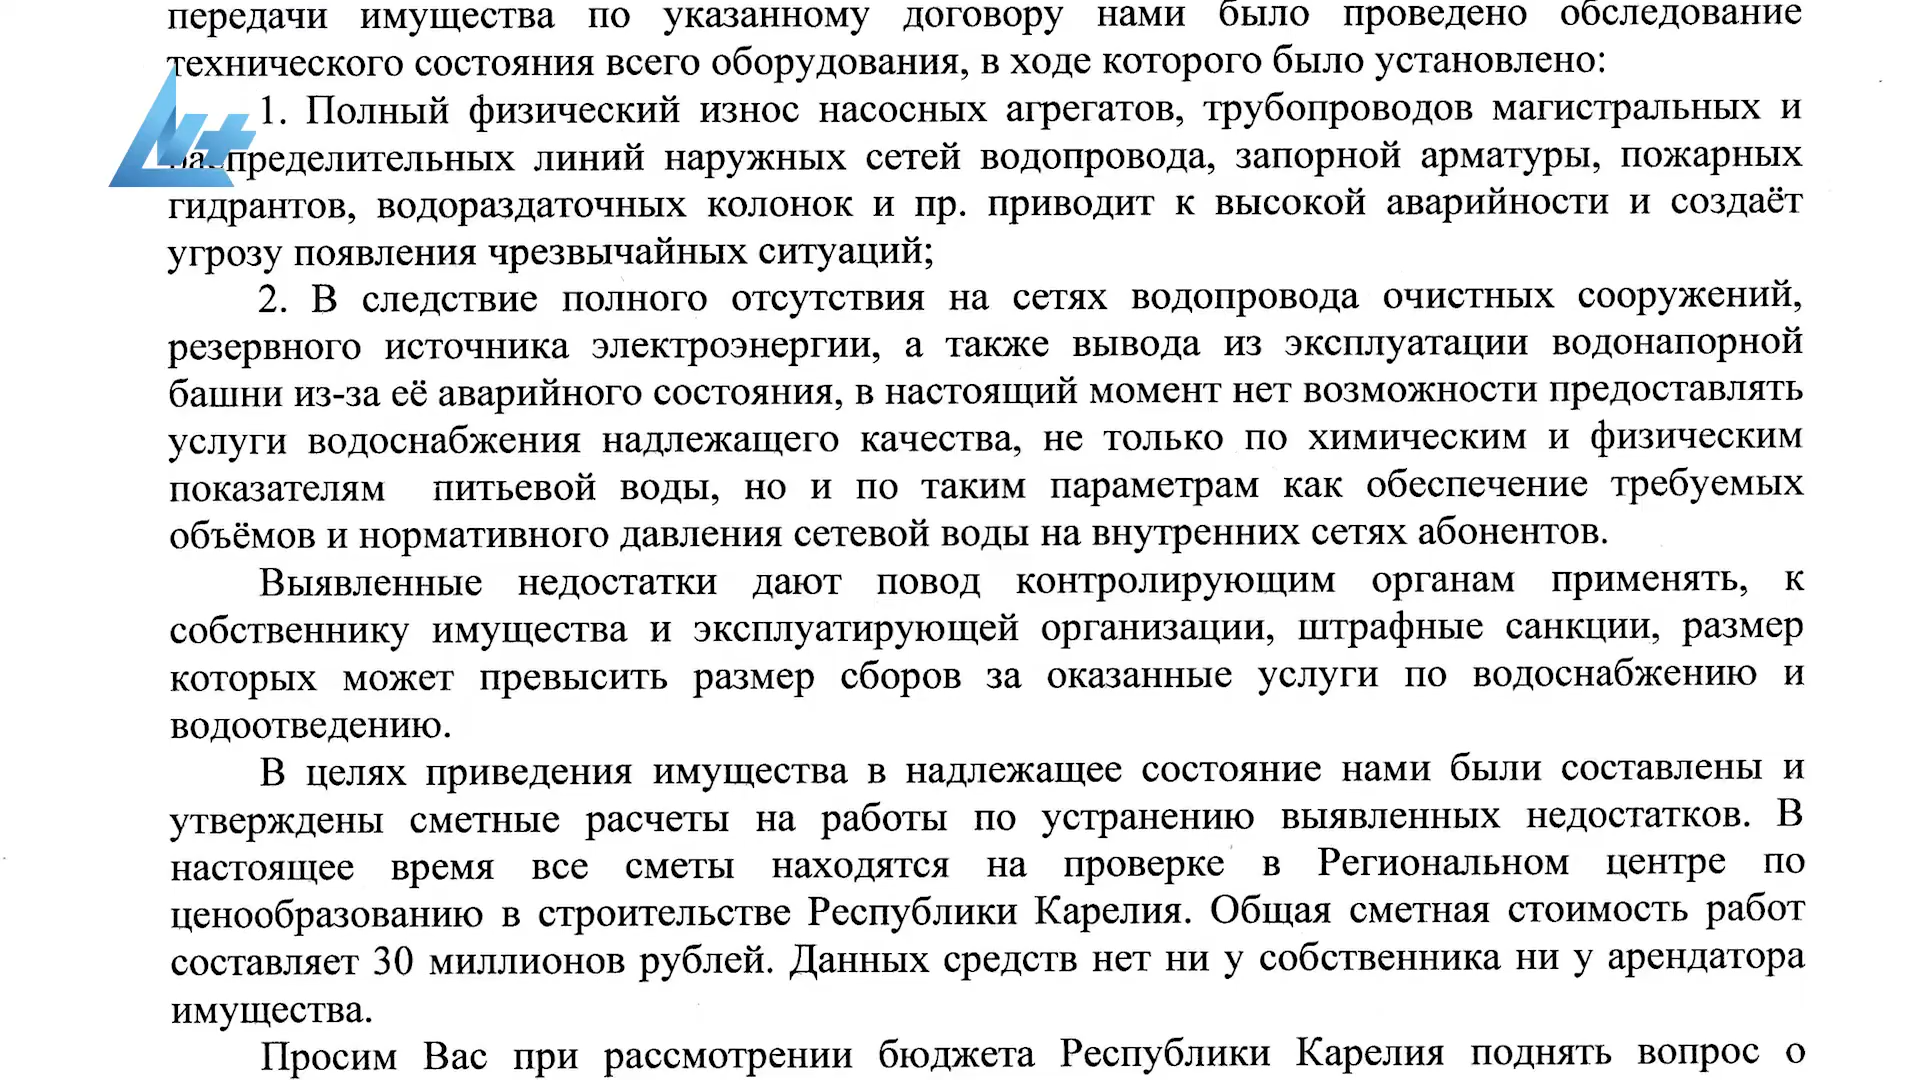 передачи имущества по указанному договору нами было проведено обследование
технического состояния всего оборудования, в ходе которого было установлено:
1. Полный физический износ насосных агрегатов, трубопроводов магистральных и
распределительных линий наружных сетей водопровода, запорной арматуры, пожарных
гидрантов, водораздаточных колонок и пр. приводит к высокой аварийности и создаёт
угрозу появления чрезвычайных ситуаций;
2. В следствие полного отсутствия на сетях водопровода очистных сооружений,
резервного источника электроэнергии, а также вывода из эксплуатации водонапорной
башни из-за её аварийного состояния, в настоящий момент нет возможности предоставлять
услуги водоснабжения надлежащего качества, не только по химическим и физическим
показателям питьевой воды, но и по таким параметрам как обеспечение требуемых
объёмов и нормативного давления сетевой воды на внутренних сетях абонентов.
Выявленные недостатки дают повод контролирующим органам применять, к
собственнику имущества и эксплуатирующей организации, штрафные санкции, размер
которых может превысить размер сборов за оказанные услуги по водоснабжению и
водоотведению.
В целях приведения имущества в надлежащее состояние нами были составлены и
утверждены сметные расчеты на работы по устранению выявленных недостатков. В
настоящее время все сметы находятся на проверке в Региональном центре по
ценообразованию в строительстве Республики Карелия. Общая сметная стоимость работ
составляет 30 миллионов рублей. Данных средств нет ни у собственника ни у арендатора
имущества.
Просим Вас при рассмотрении бюджета Республики Карелия поднять вопрос о